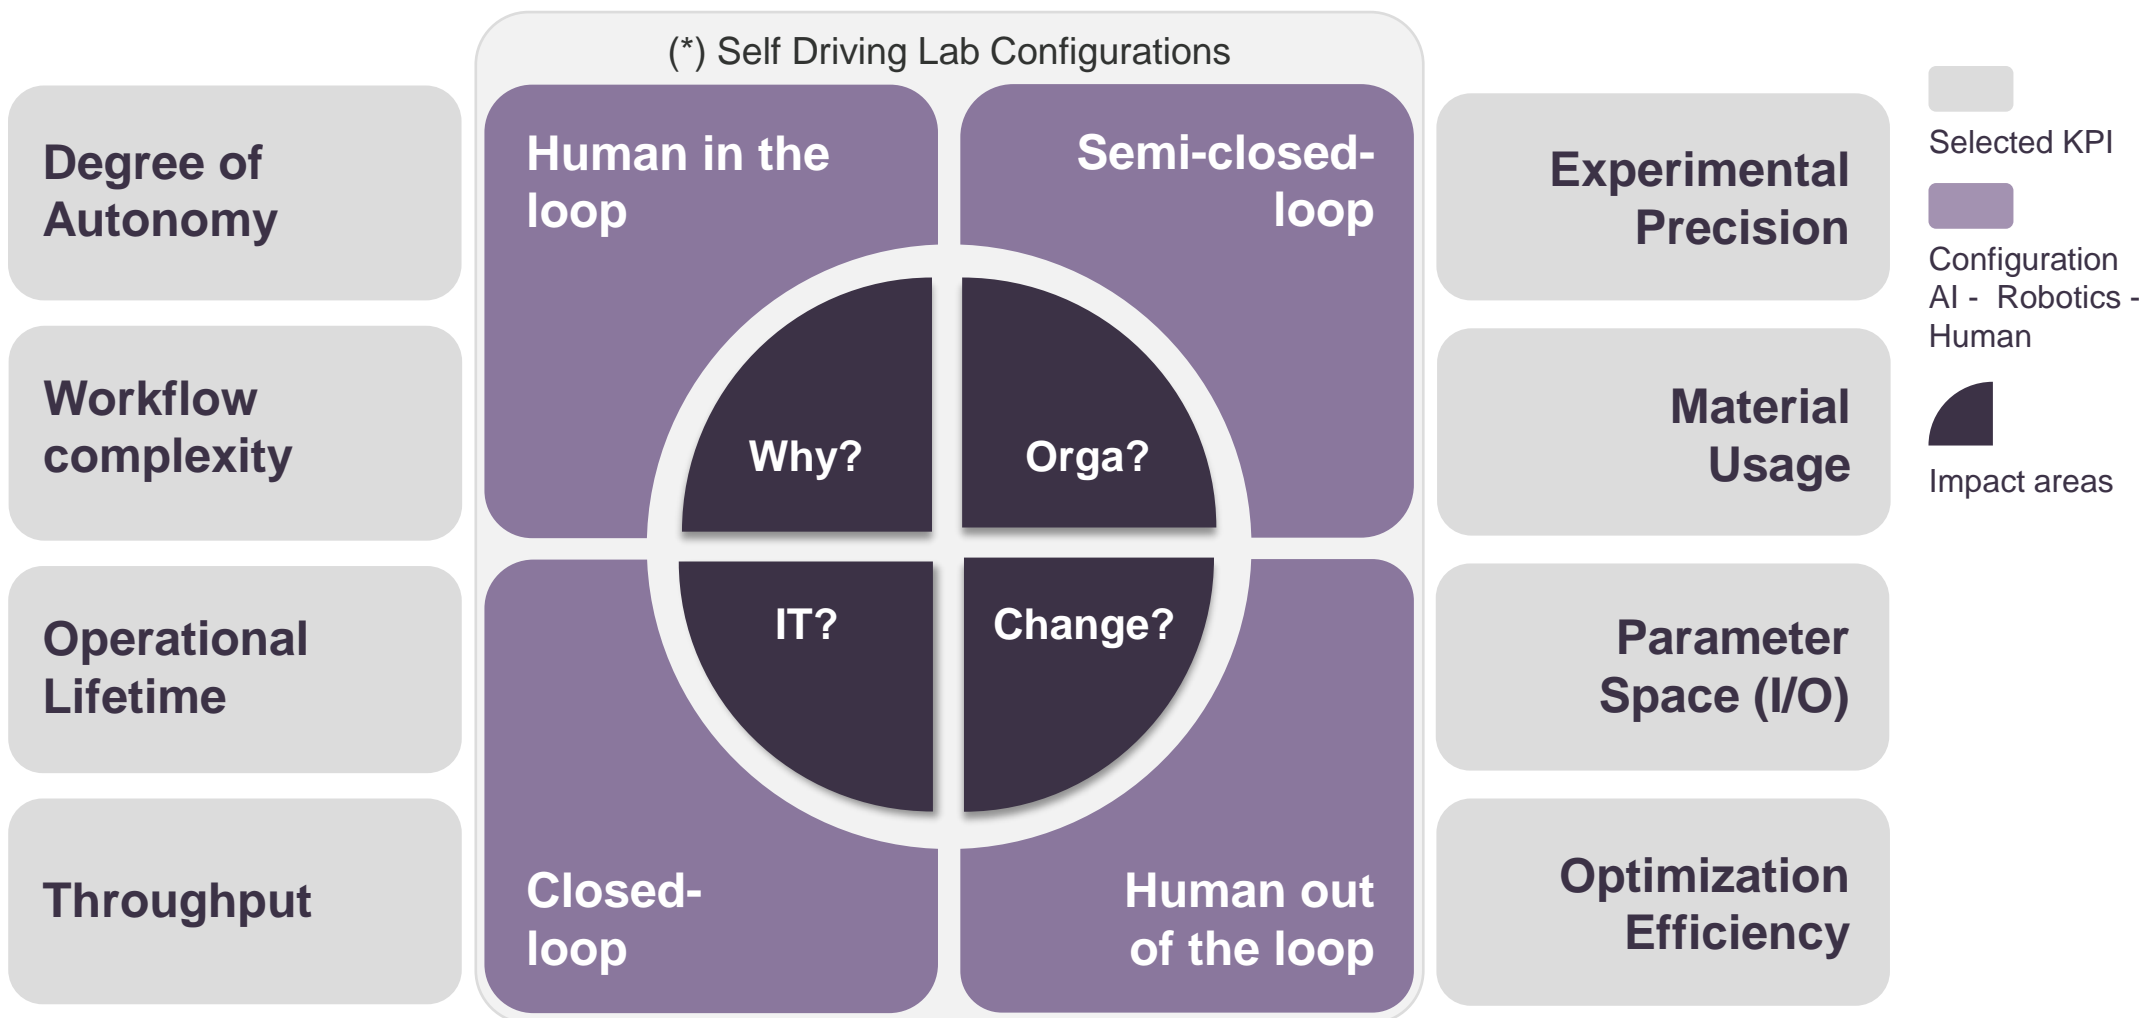 (*) Self Driving Lab Configurations
Degree of
Autonomy
Workflow
complexity
Operational
Lifetime
Throughput
Human in the
loop
Semi-closed-
loop
Why?
Orga?
IT?
Change?
Closed-
loop
Human out
of the loop
Experimental
Precision
Material
Usage
Parameter
Space (I/O)
Optimization
Efficiency
Selected KPI
Configuration
AI - Robotics -
Human
Impact areas